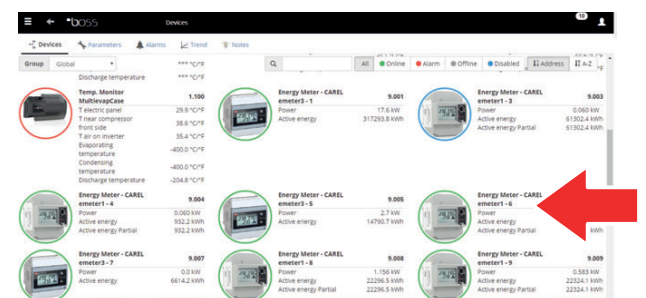 boss
Devices
10
Devices Parameters Alarms Trend Notes
Group Global
All Online Alarm Offline Disabled Address A-Z
*** °C/°F
Discharge temperature *** °C/°F
Temp. Monitor
MultievapCase 1.100
T electric panel 29.9 °C/°F
T near compressor
front side 38.6 °C/°F
T air on inverter 35.4 °C/°F
Evaporating
temperature -400.0 °C/°F
Condensing
temperature -400.0 °C/°F
Discharge temperature -204.8 °C/°F
Energy Meter - CAREL
emeter3 - 1 9.001
Power 17.6 kW
Active energy 317293.8 kWh
Energy Meter - CAREL
emeter1 - 3 9.003
Power 0.060 kW
Active energy 61302.4 kWh
Active energy Partial 61302.4 kWh
Energy Meter - CAREL
emeter1 - 4 9.004
Power 0.060 kW
Active energy 932.2 kWh
Active energy Partial 932.2 kWh
Energy Meter - CAREL
emeter3 - 5 9.005
Power 2.7 kW
Active energy 14790.7 kWh
Energy Meter - CAREL
emeter1 - 6
Power
Active energy
Active energy Partial kWh
Energy Meter - CAREL
emeter3 - 7 9.007
Power 0.0 kW
Active energy 6614.2 kWh
Energy Meter - CAREL
emeter1 - 8 9.008
Power 1.156 kW
Active energy 22296.5 kWh
Active energy Partial 22296.5 kWh
Energy Meter - CAREL
emeter1 - 9 9.009
Power 0.583 kW
Active energy 22324.1 kWh
Active energy Partial 22324.1 kWh